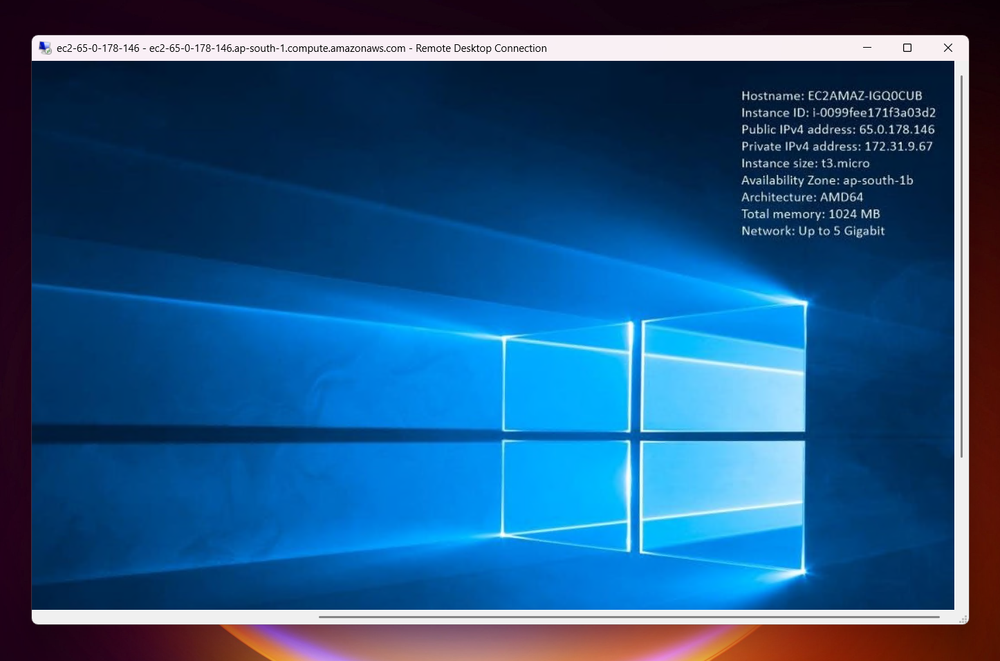 ec2-65-0-178-146 - ec2-65-0-178-146.ap-south-1.compute.amazonaws.com - Remote Desktop Connection
Hostname: EC2AMAZ-IGQ0CUB
Instance ID: i-0099fee171f3a03d2
Public IPv4 address: 65.0.178.146
Private IPv4 address: 172.31.9.67
Instance size: t3.micro
Availability Zone: ap-south-1b
Architecture: AMD64
Total memory: 1024 MB
Network: Up to 5 Gigabit